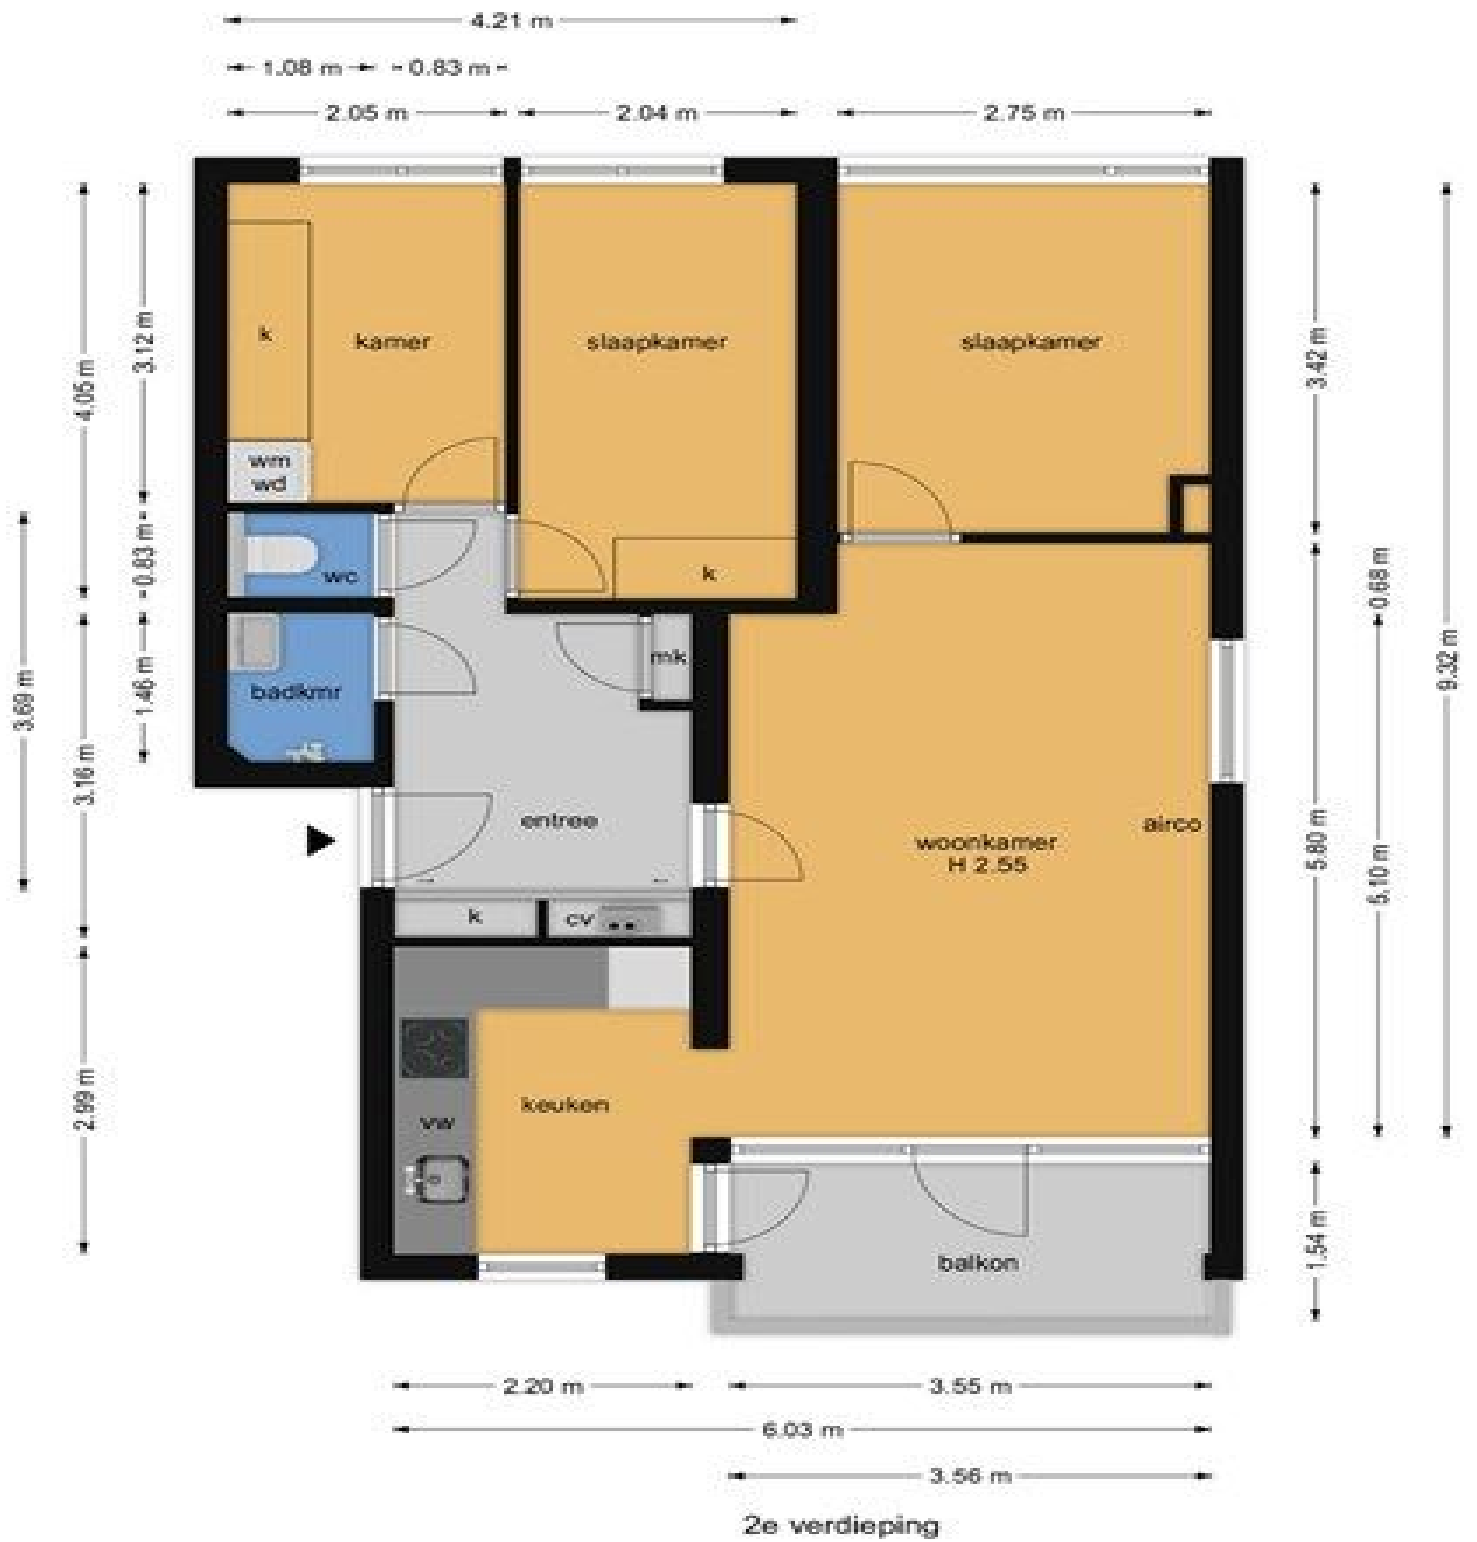 4.21 m
1.08 m
0.83 m
2.05 m
2.04 m
2.75 m
4.05 m
3.12 m
0.83 m
1.46 m
3.69 m
3.16 m
2.99 m
k
kamer
slaapkamer
slaapkamer
wm
wd
wc
k
badkmr
mk
entree
woonkamer
H 2.55
airco
k
cv
keuken
vw
balkon
3.42 m
9.32 m
0.68 m
5.80 m
5.10 m
1.54 m
2.20 m
3.55 m
6.03 m
3.56 m
2e verdieping